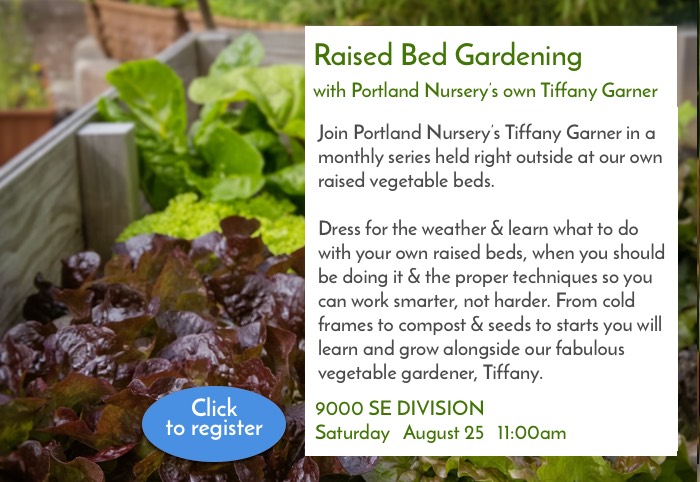 Raised Bed Gardening
with Portland Nursery's own Tiffany Garner
Join Portland Nursery's Tiffany Garner in a
monthly series held right outside at our own
raised vegetable beds.
Dress for the weather & learn what to do
with your own raised beds, when you should
be doing it & the proper techniques so you
can work smarter, not harder. From cold
frames to compost & seeds to starts you will
learn and grow alongside our fabulous
vegetable gardener, Tiffany.
9000 SE DIVISION
Saturday August 25 11:00am
Click
to register